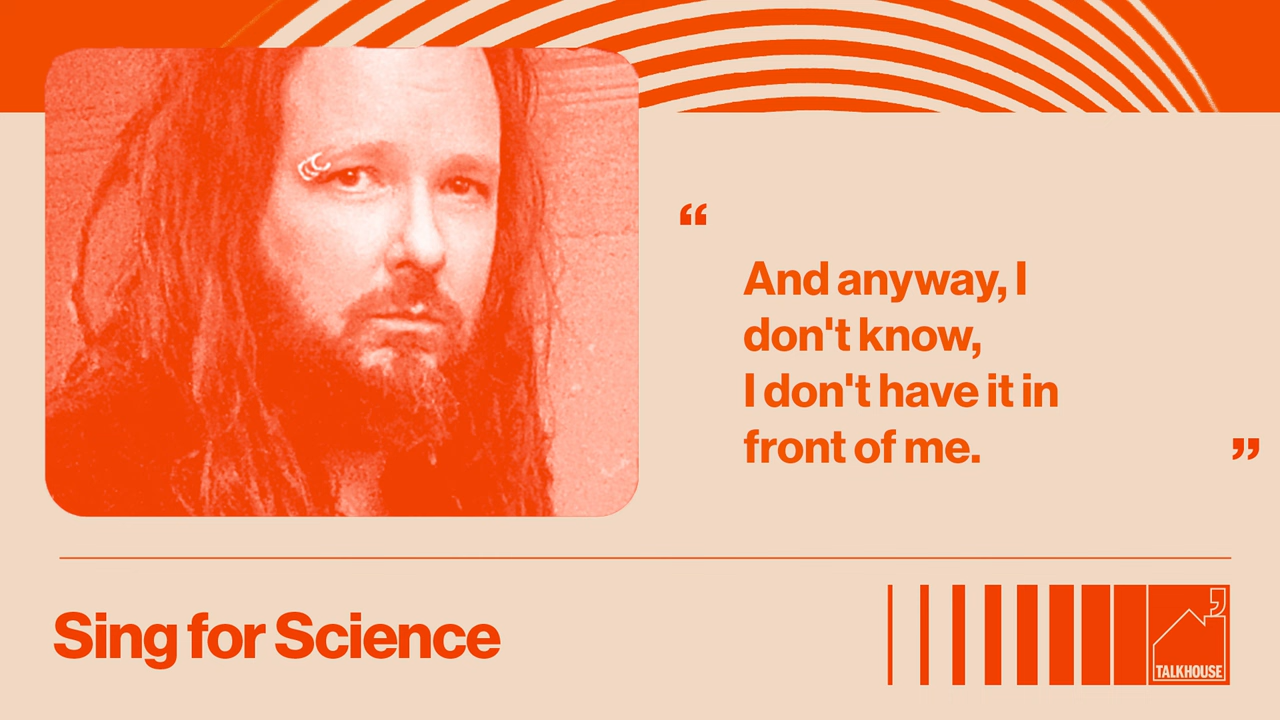 “
And anyway, I
don't know,
I don't have it in
front of me.
”
Sing for Science
TALKHOUSE